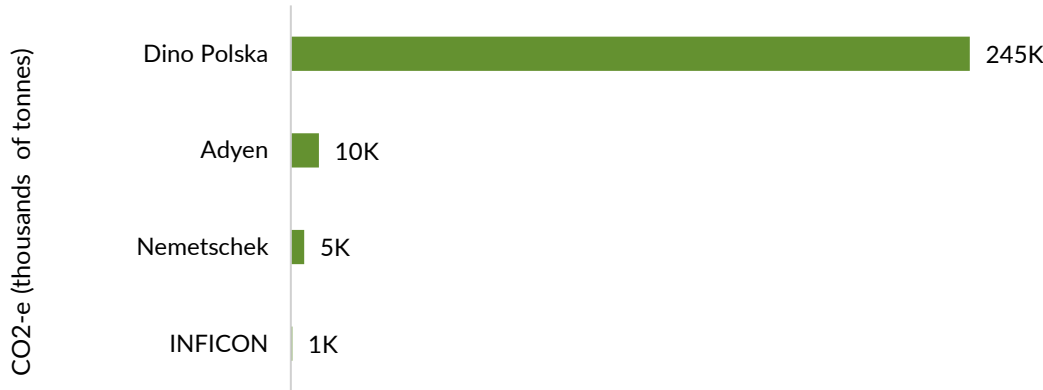 CO2-e (thousands of tonnes)
Dino Polska 245K
Adyen 10K
Nemetschek 5K
INFICON 1K